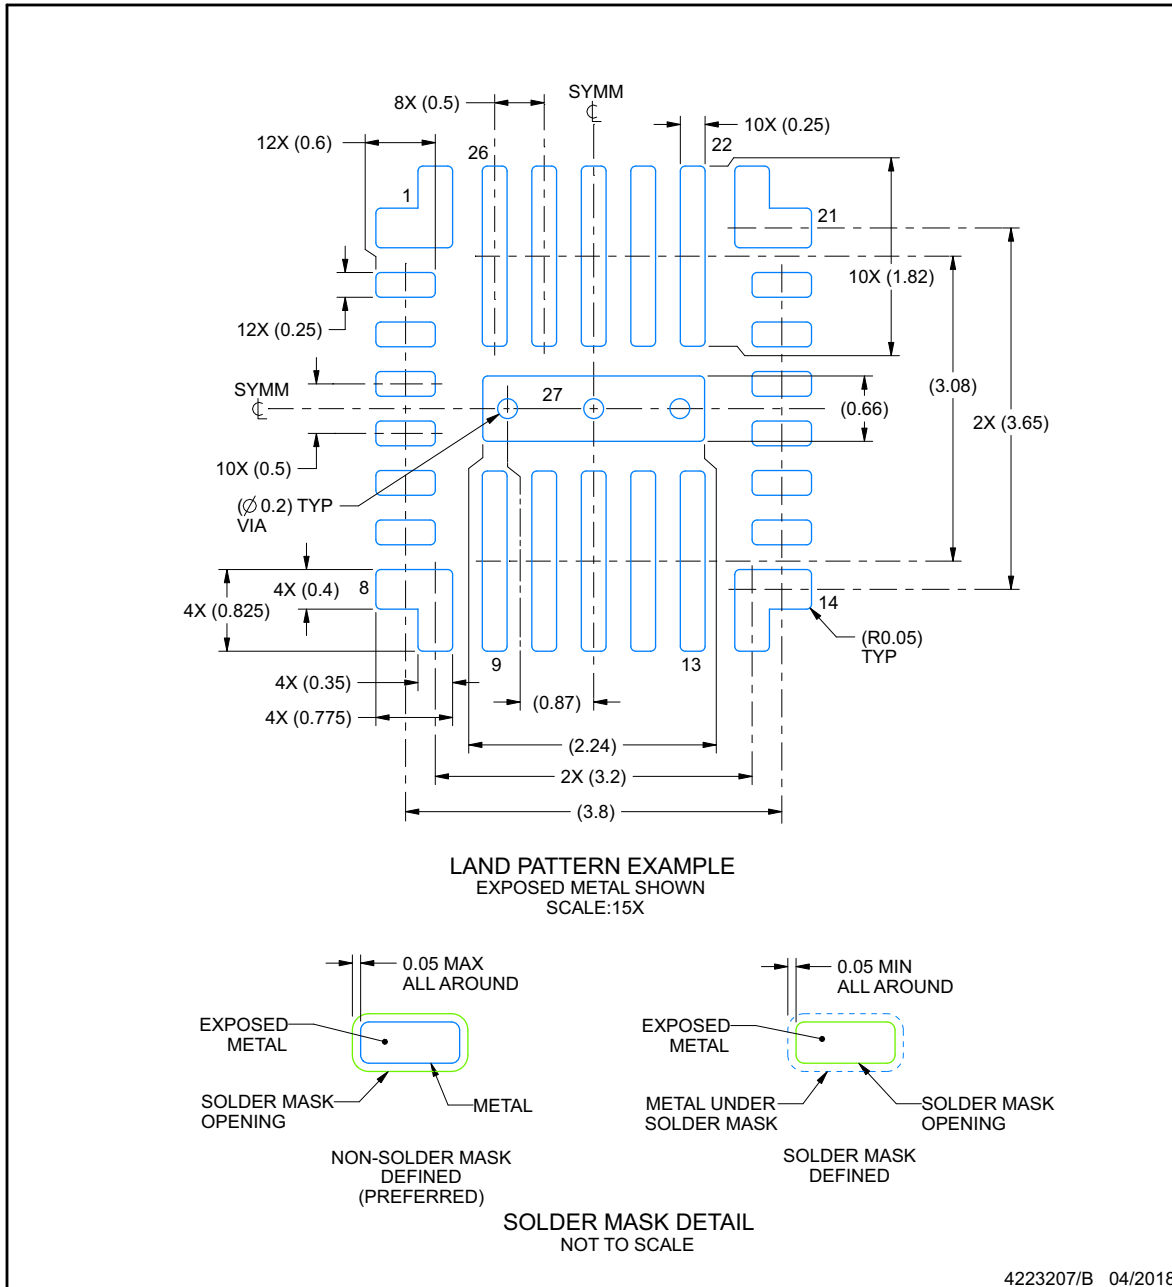 SYMM
8X (0.5)
10X (0.25)
12X (0.6)
26
22
1
21
10X (1.82)
12X (0.25)
SYMM
27
(3.08)
(0.66)
2X (3.65)
10X (0.5)
(Ø 0.2) TYP
VIA
8
4X (0.4)
14
4X (0.825)
(R0.05)
TYP
9
13
4X (0.35)
(0.87)
4X (0.775)
(2.24)
2X (3.2)
(3.8)
LAND PATTERN EXAMPLE
EXPOSED METAL SHOWN
SCALE:15X
0.05 MAX
ALL AROUND
EXPOSED
METAL
SOLDER MASK
OPENING
METAL
NON-SOLDER MASK
DEFINED
(PREFERRED)
0.05 MIN
ALL AROUND
EXPOSED
METAL
METAL UNDER
SOLDER MASK
SOLDER MASK
OPENING
SOLDER MASK
DEFINED
SOLDER MASK DETAIL
NOT TO SCALE
4223207/B 04/2018